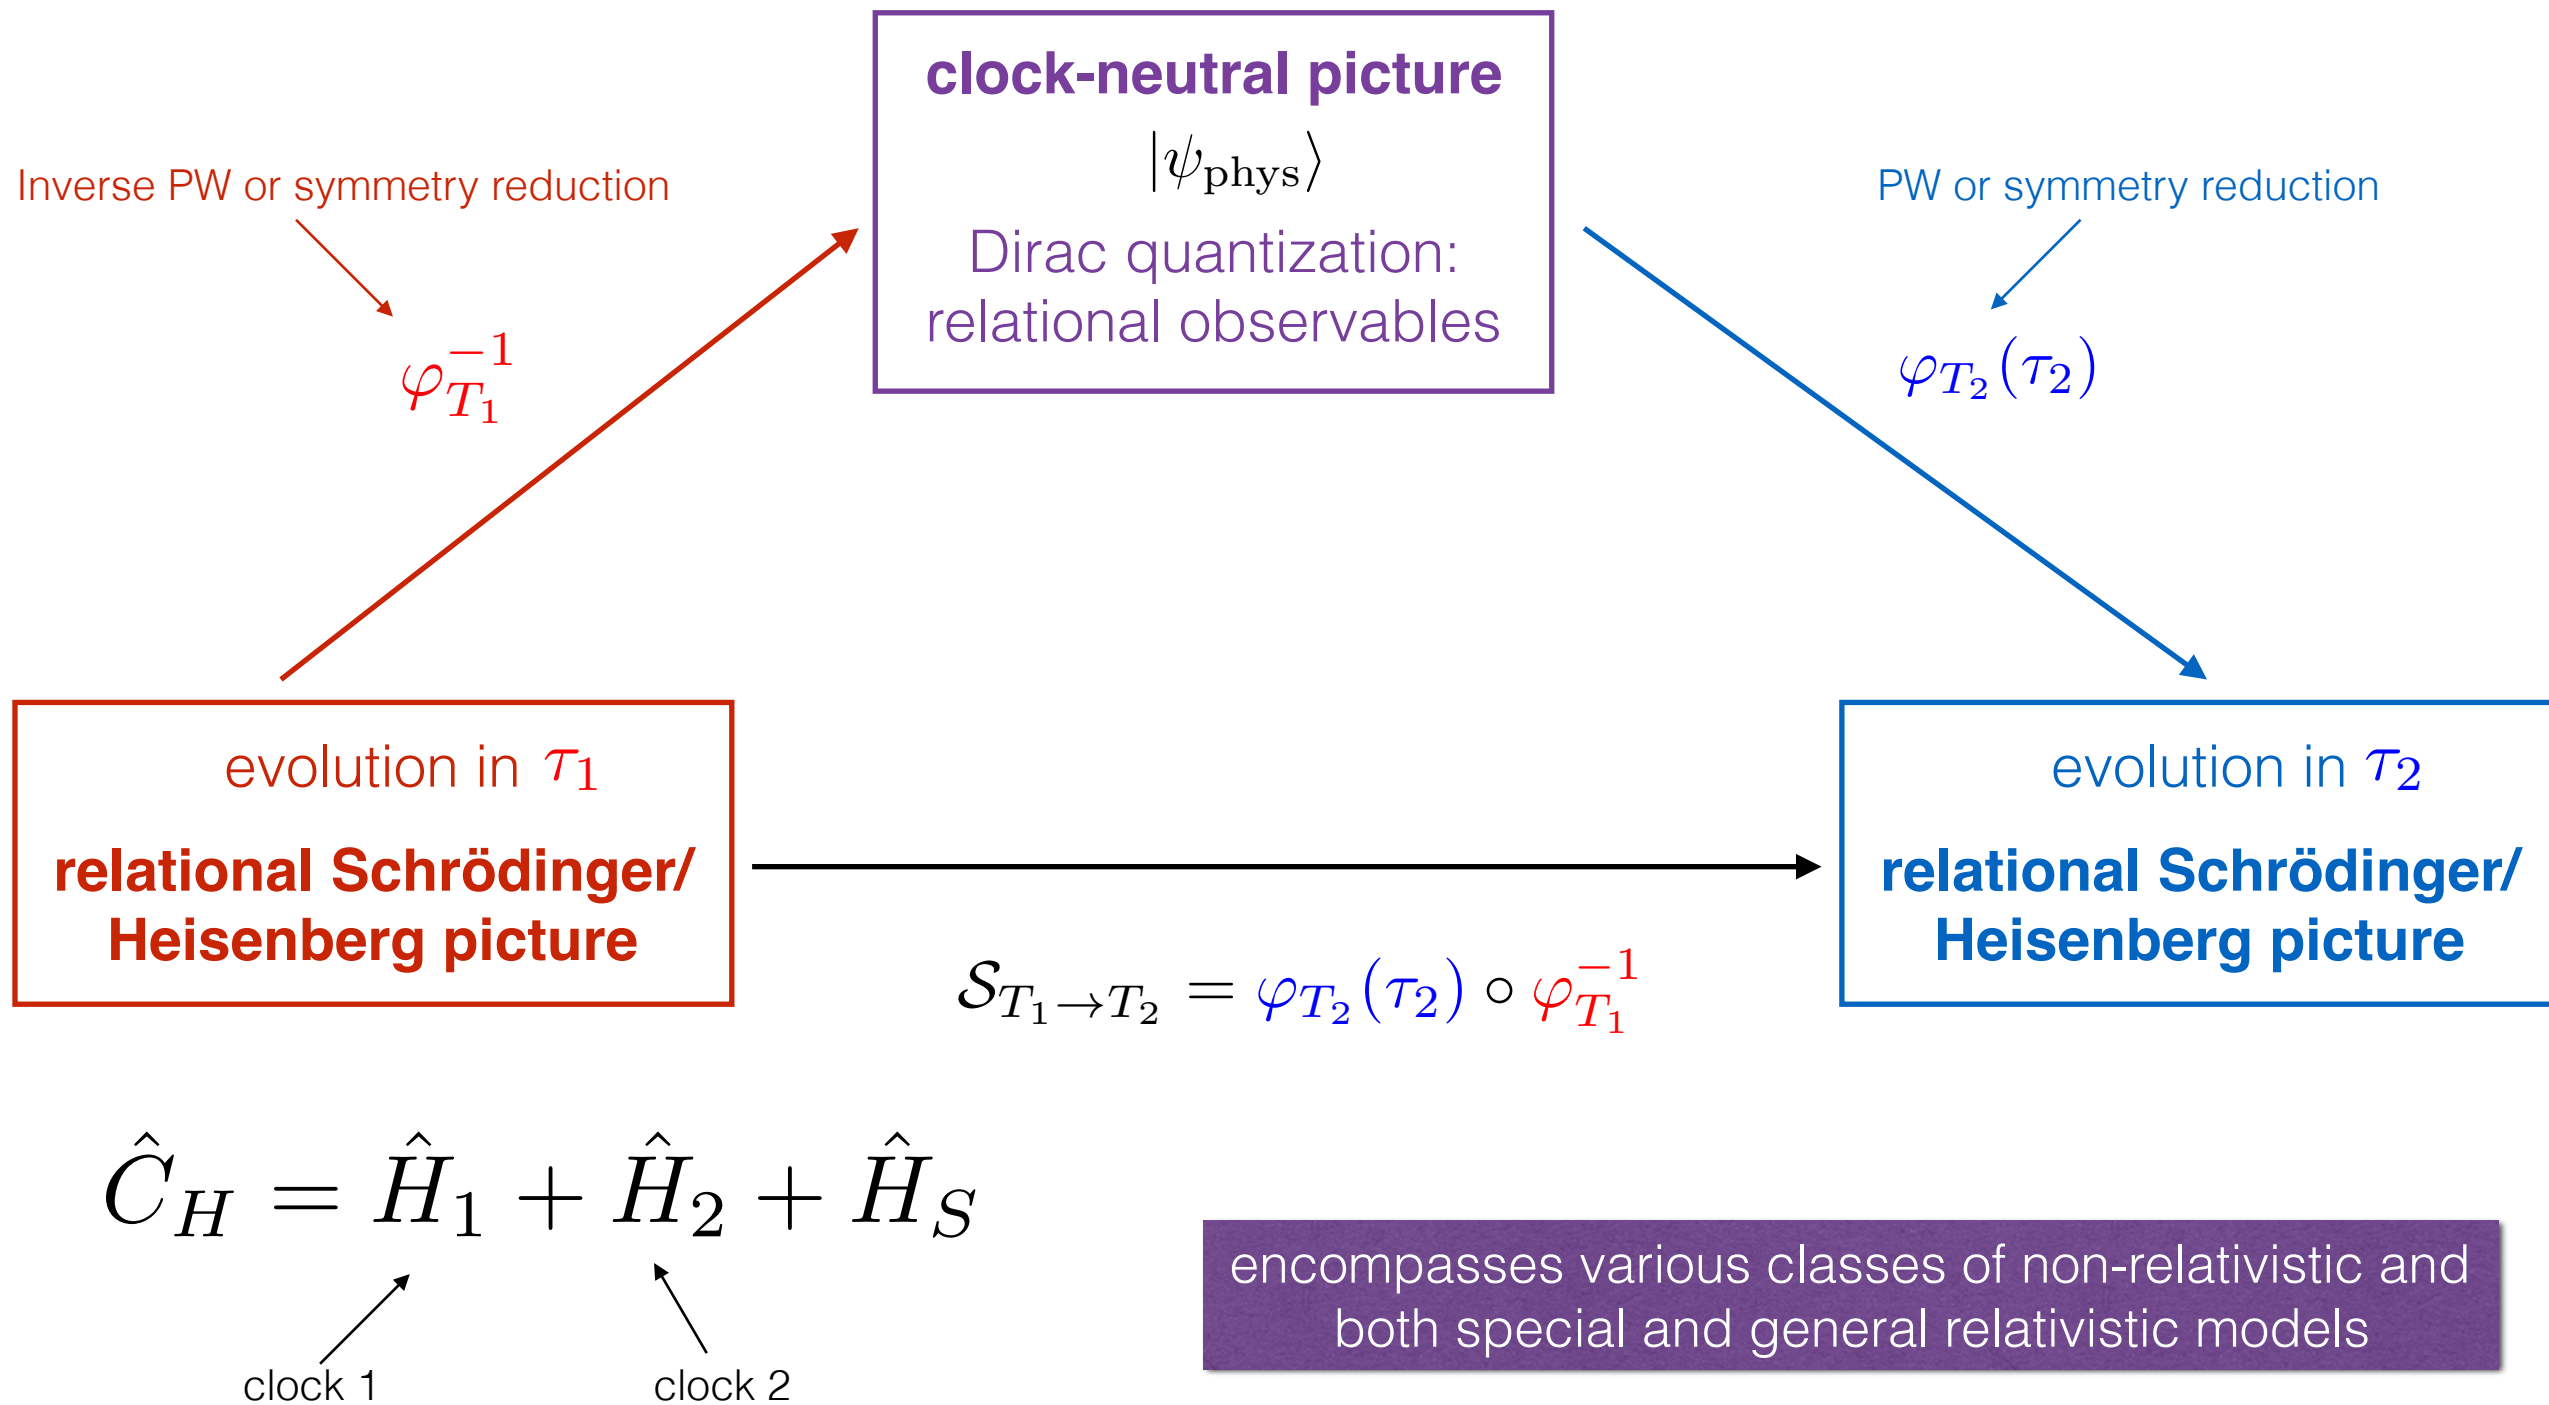 clock-neutral picture
|ψ_phys⟩
Dirac quantization:
relational observables
Inverse PW or symmetry reduction
φ_{T_1}^{-1}
PW or symmetry reduction
φ_{T_2}(τ_2)
evolution in τ_1
relational Schrödinger/
Heisenberg picture
evolution in τ_2
relational Schrödinger/
Heisenberg picture
𝒮_{T_1→T_2} = φ_{T_2}(τ_2) ∘ φ_{T_1}^{-1}
Ĉ_H = Ĥ_1 + Ĥ_2 + Ĥ_S
clock 1
clock 2
encompasses various classes of non-relativistic and
both special and general relativistic models